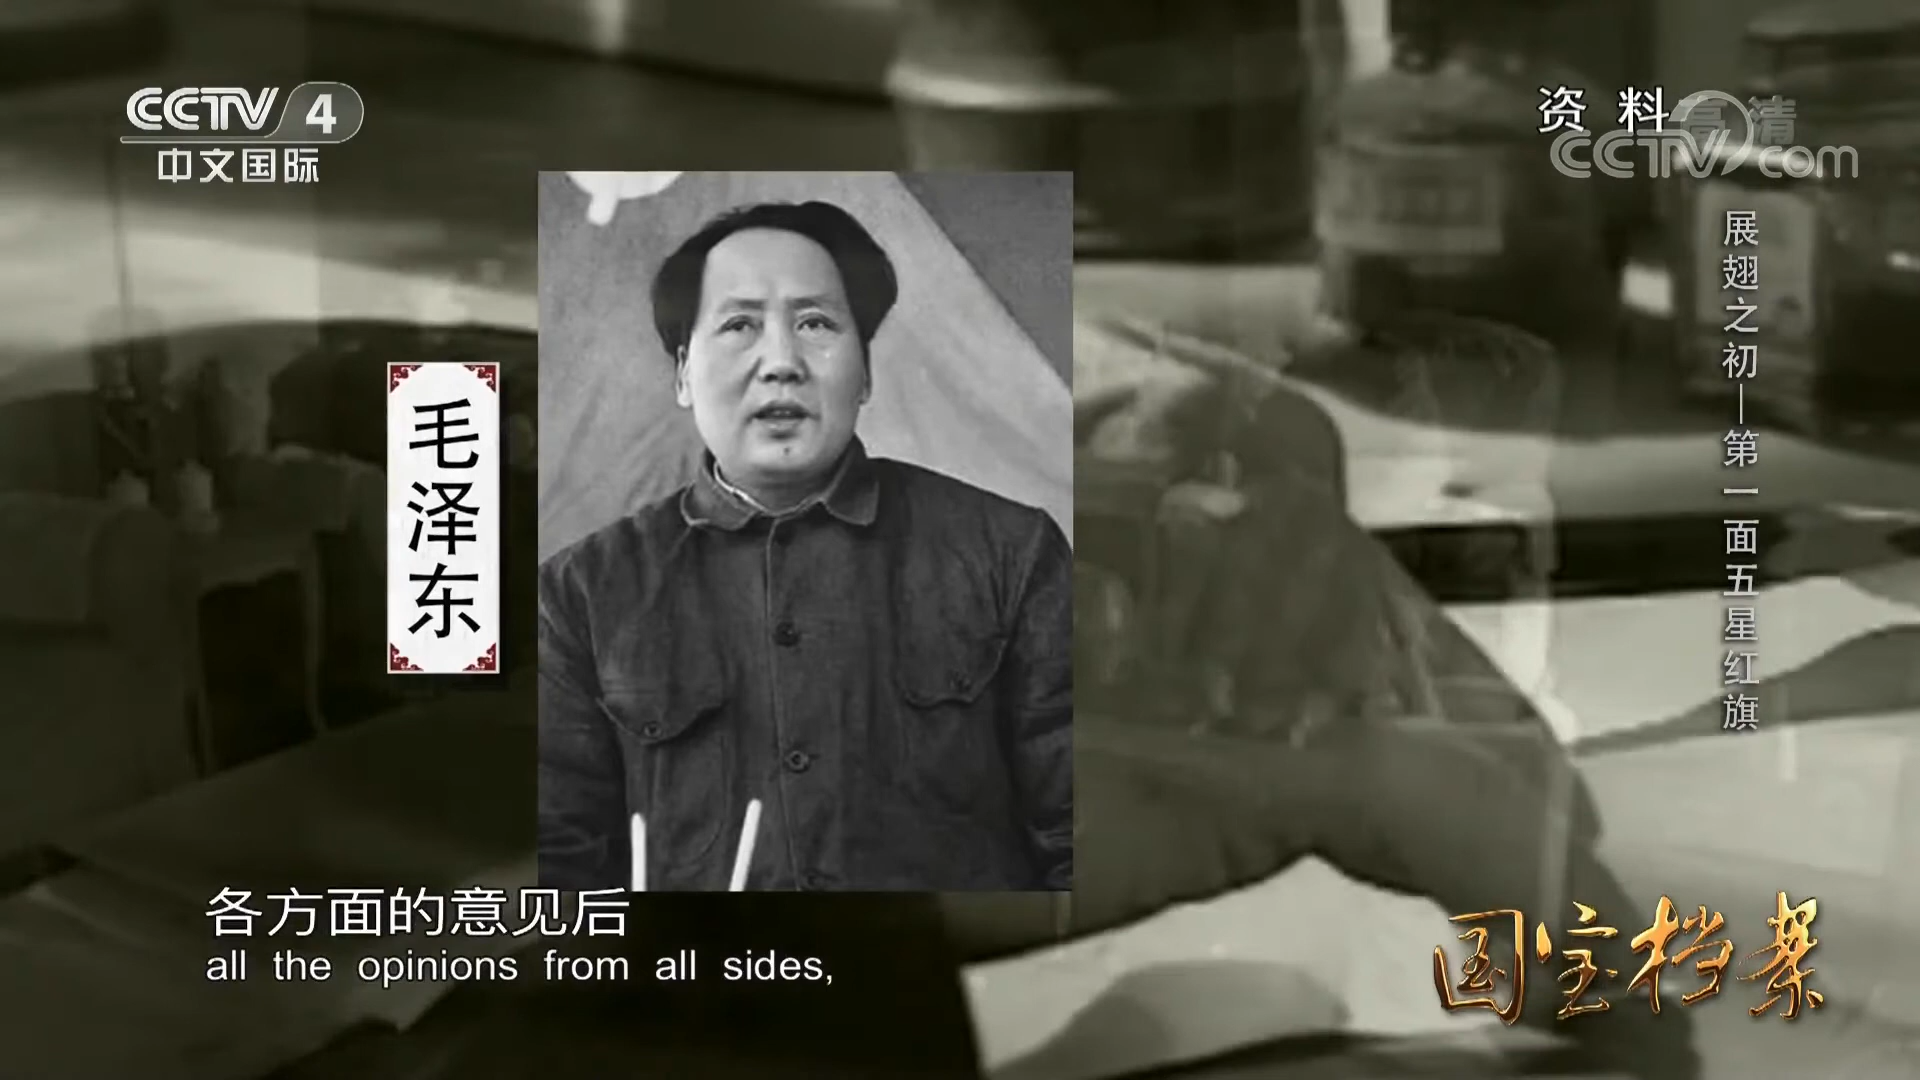 CCTV 4
中文国际
资 料
高清
CCTV com
展翅之初—第一面五星红旗
毛泽东
各方面的意见后
all the opinions from all sides,
国宝档案